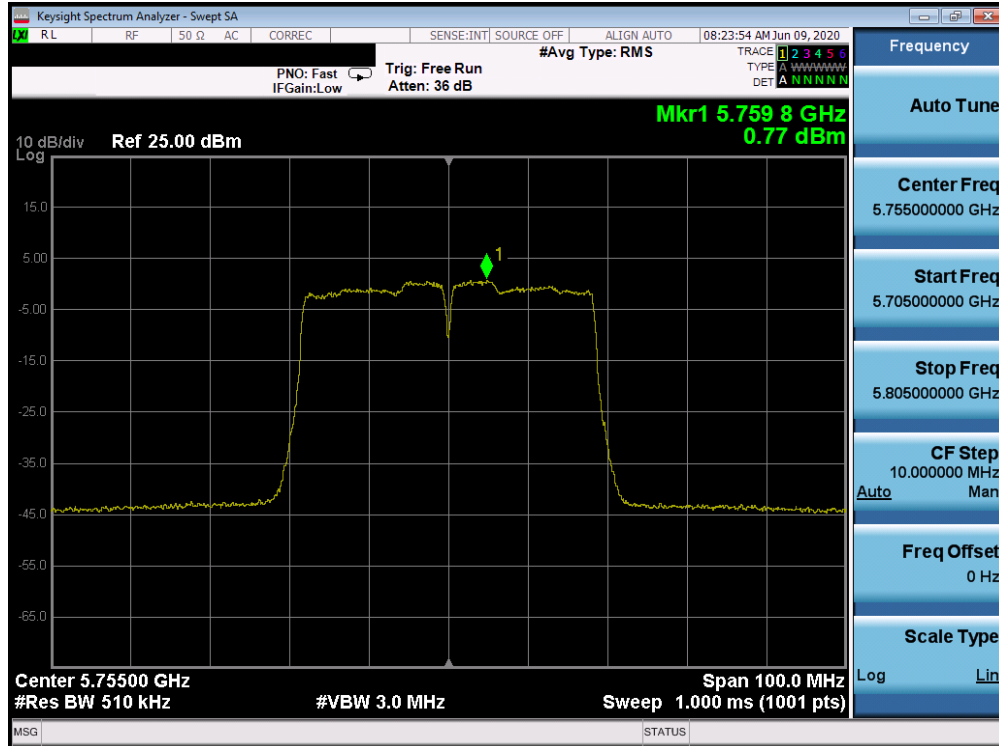 Keysight Spectrum Analyzer - Swept SA
LXI RL RF 50 Ω AC CORREC SENSE:INT SOURCE OFF ALIGN AUTO 08:23:54 AM Jun 09, 2020
#Avg Type: RMS
TRACE 1 2 3 4 5 6
TYPE A WWWWW
DET A N N N N N
PNO: Fast
IFGain:Low
Trig: Free Run
Atten: 36 dB
Mkr1 5.759 8 GHz
0.77 dBm
10 dB/div Ref 25.00 dBm
Log
15.0
5.00
-5.00
-15.0
-25.0
-35.0
-45.0
-55.0
-65.0
1
Center 5.75500 GHz Span 100.0 MHz
#Res BW 510 kHz #VBW 3.0 MHz Sweep 1.000 ms (1001 pts)
MSG STATUS
Frequency
Auto Tune
Center Freq
5.755000000 GHz
Start Freq
5.705000000 GHz
Stop Freq
5.805000000 GHz
CF Step
10.000000 MHz
Auto Man
Freq Offset
0 Hz
Scale Type
Log Lin